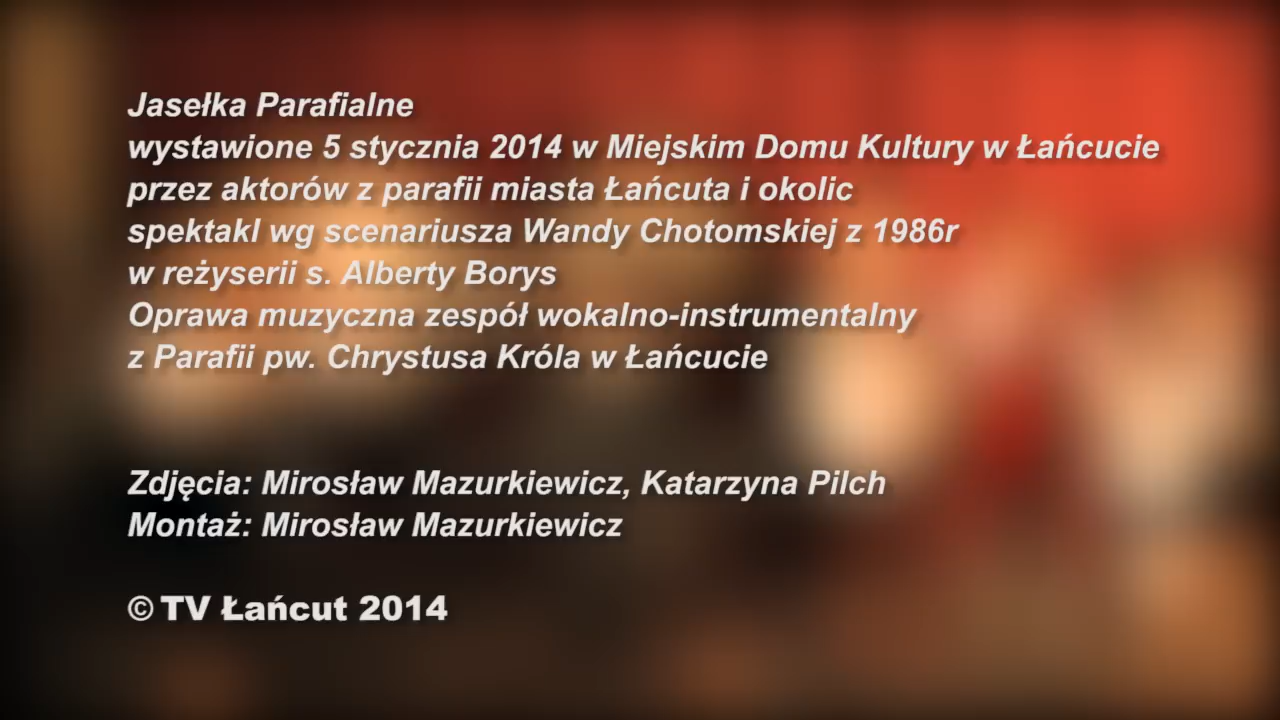 Jasełka Parafialne
wystawione 5 stycznia 2014 w Miejskim Domu Kultury w Łańcucie
przez aktorów z parafii miasta Łańcuta i okolic
spektakl wg scenariusza Wandy Chotomskiej z 1986r
w reżyserii s. Alberty Borys
Oprawa muzyczna zespół wokalno-instrumentalny
z Parafii pw. Chrystusa Króla w Łańcucie
Zdjęcia: Mirosław Mazurkiewicz, Katarzyna Pilch
Montaż: Mirosław Mazurkiewicz
© TV Łańcut 2014